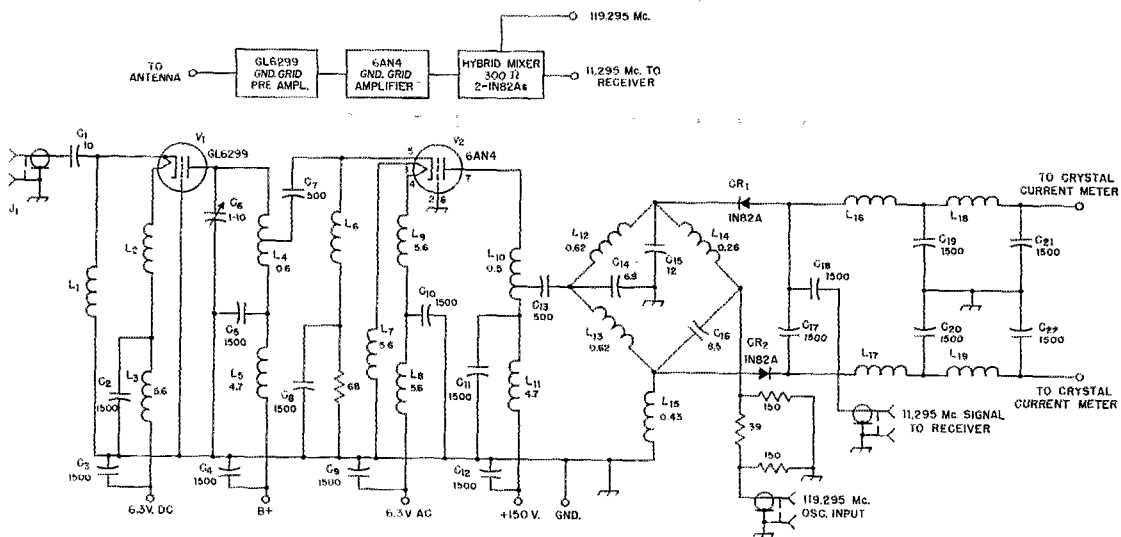 119.295 Mc.
TO ANTENNA
GL6299
GND. GRID
PRE AMPL.
6AN4
GND. GRID
AMPLIFIER
HYBRID MIXER
300 Ω
2-IN82As
11.295 Mc. TO
RECEIVER
J1
C1
10
V1
GL6299
L1
L2
C2
1500
L3
5.6
C3
1500
6.3V. DC
C6
1-10
L4
0.6
C5
1500
L5
4.7
C4
1500
B+
C7
500
L6
C8
1500
68
V2
6AN4
5
4
2 6
7
L9
5.6
L7
5.6
C10
1500
L8
5.6
C9
1500
6.3V AC
L10
0.5
C11
1500
L11
4.7
C12
1500
+150 V.
GND.
C13
500
L12
0.62
C14
6.8
C15
12
L14
0.26
L13
0.62
C16
L15
0.43
CR1
IN82A
CR2
IN82A
C18
1500
C17
1500
L16
L17
C19
1500
C20
1500
L18
L19
C21
1500
C22
1500
TO CRYSTAL
CURRENT METER
TO CRYSTAL
CURRENT METER
150
39
150
11,295 Mc. SIGNAL
TO RECEIVER
119.295 Mc.
OSC. INPUT